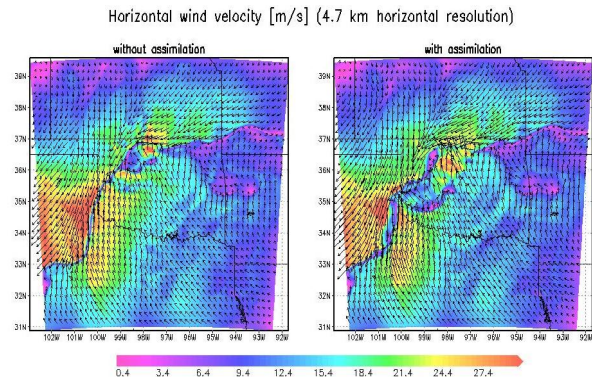 Horizontal wind velocity [m/s] (4.7 km horizontal resolution)
without assimilation
with assimilation
39N
38N
37N
36N
35N
34N
33N
32N
31N
102W 101W 100W 99W 98W 97W 96W 95W 94W 93W 92W
39N
38N
37N
36N
35N
34N
33N
32N
31N
102W 101W 100W 99W 98W 97W 96W 95W 94W 93W 92W
0.4 3.4 6.4 9.4 12.4 15.4 18.4 21.4 24.4 27.4